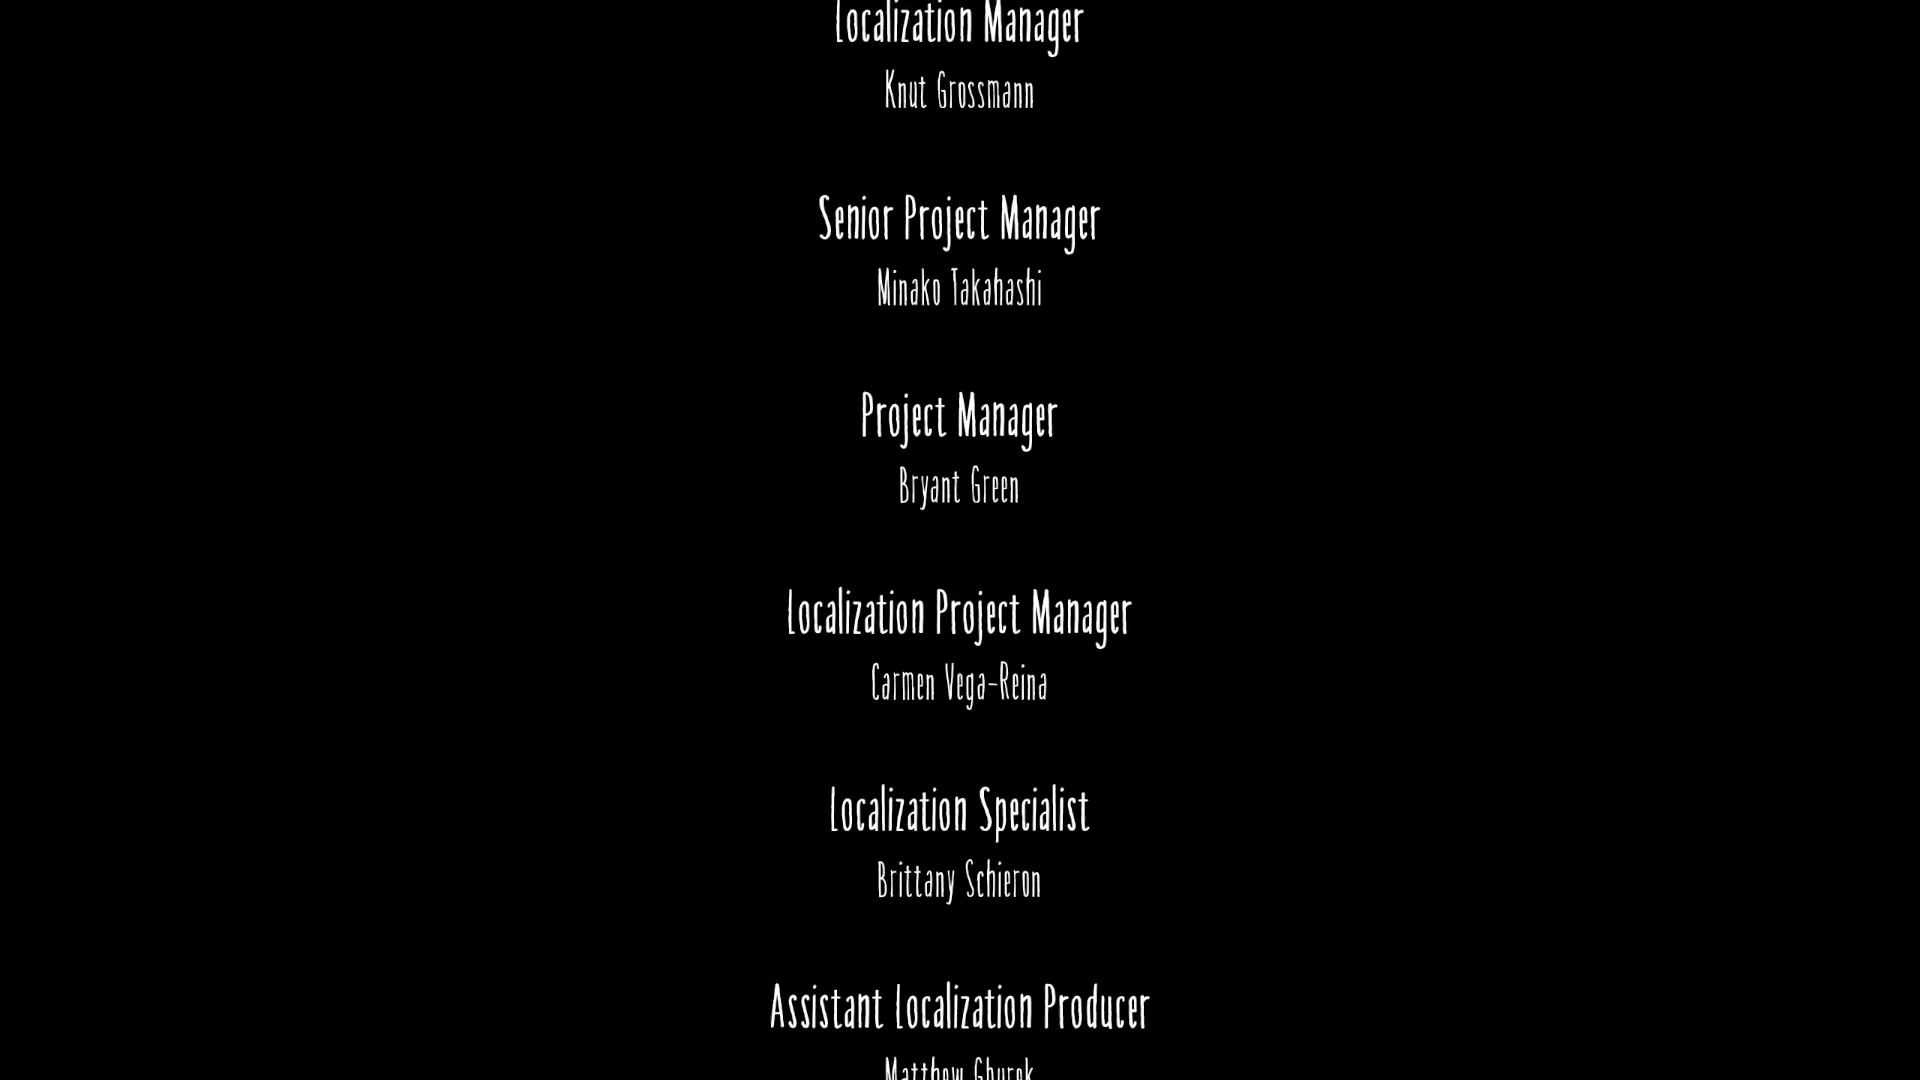 Localization Manager
Knut Grossmann
Senior Project Manager
Minako Takahashi
Project Manager
Bryant Green
Localization Project Manager
Carmen Vega-Reina
Localization Specialist
Brittany Schieron
Assistant Localization Producer
Matthew